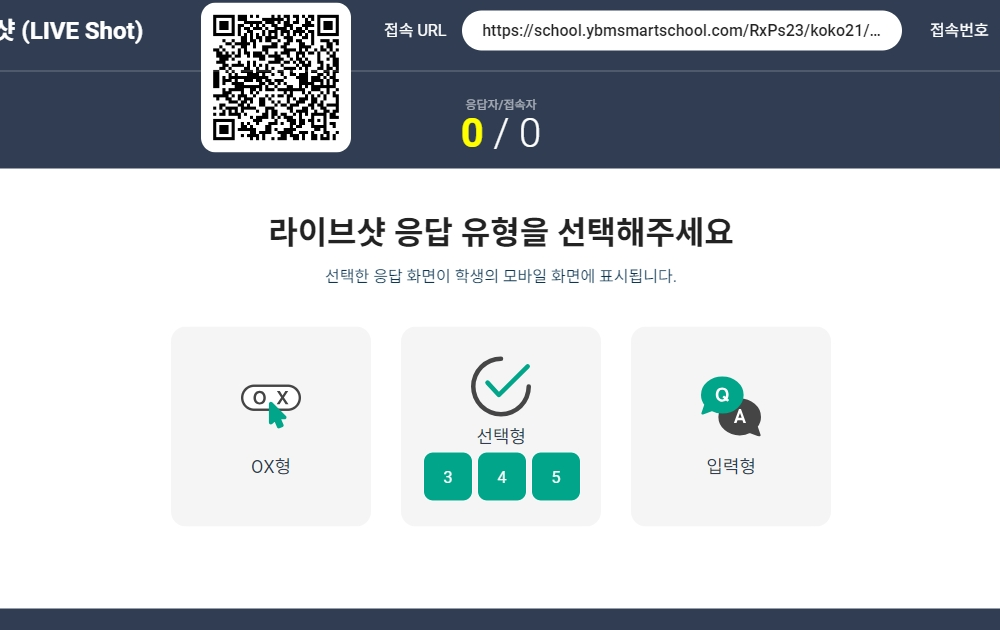 샷 (LIVE Shot)
접속 URL
https://school.ybmsmartschool.com/RxPs23/koko21/...
접속번호
응답자/접속자
0 / 0
라이브샷 응답 유형을 선택해주세요
선택한 응답 화면이 학생의 모바일 화면에 표시됩니다.
O X
OX형
선택형
3 4 5
Q
A
입력형